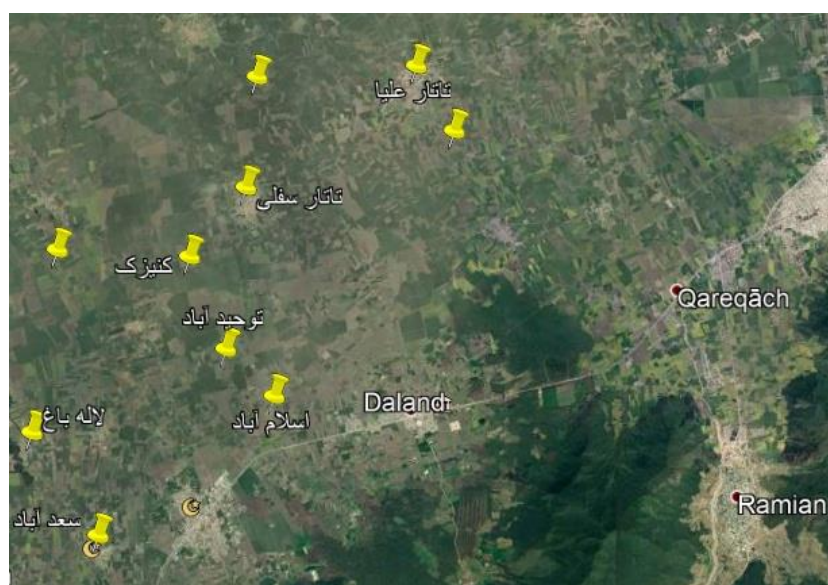 تاتار علیا
تاتار سفلی
کنیزک
Qareqāch
توحید آباد
Daland
لاله باغ
اسلام آباد
Ramian
سعد آباد